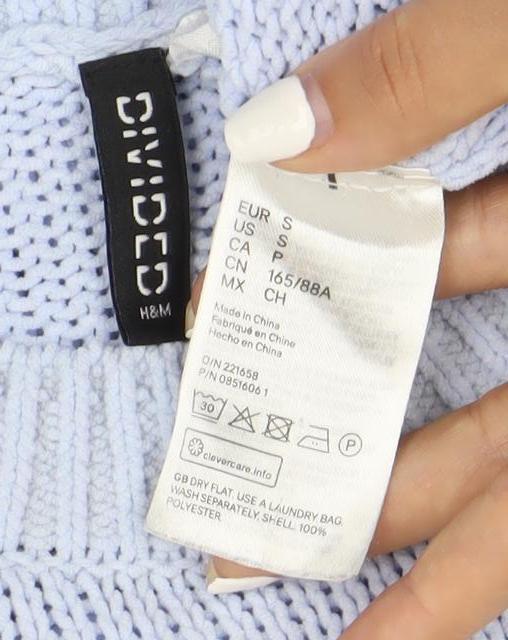 DIVIDED
H&M
EUR S
US S
CA P
CN 165/88A
MX CH
Made in China
Fabriqué en Chine
Hecho en China
O/N 221658
P/N 0851606 1
30
P
clevercare.info
GB DRY FLAT. USE A LAUNDRY BAG.
WASH SEPARATELY. SHELL: 100%
POLYESTER